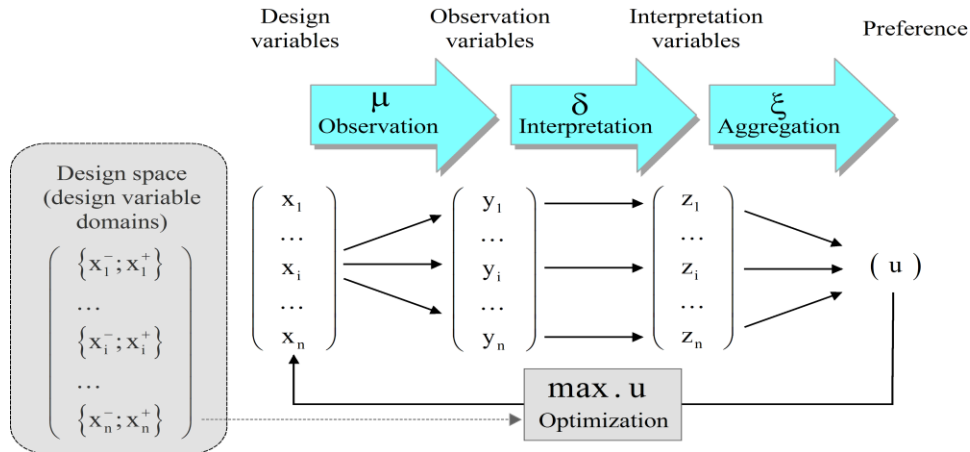 Design variables
Observation variables
Interpretation variables
Preference
μ
Observation
δ
Interpretation
ξ
Aggregation
Design space
(design variable
domains)
{x₁⁻;x₁⁺}
...
{xᵢ⁻;xᵢ⁺}
...
{xₙ⁻;xₙ⁺}
x₁
...
xᵢ
...
xₙ
y₁
...
yᵢ
...
yₙ
z₁
...
zᵢ
...
zₙ
( u )
max . u
Optimization